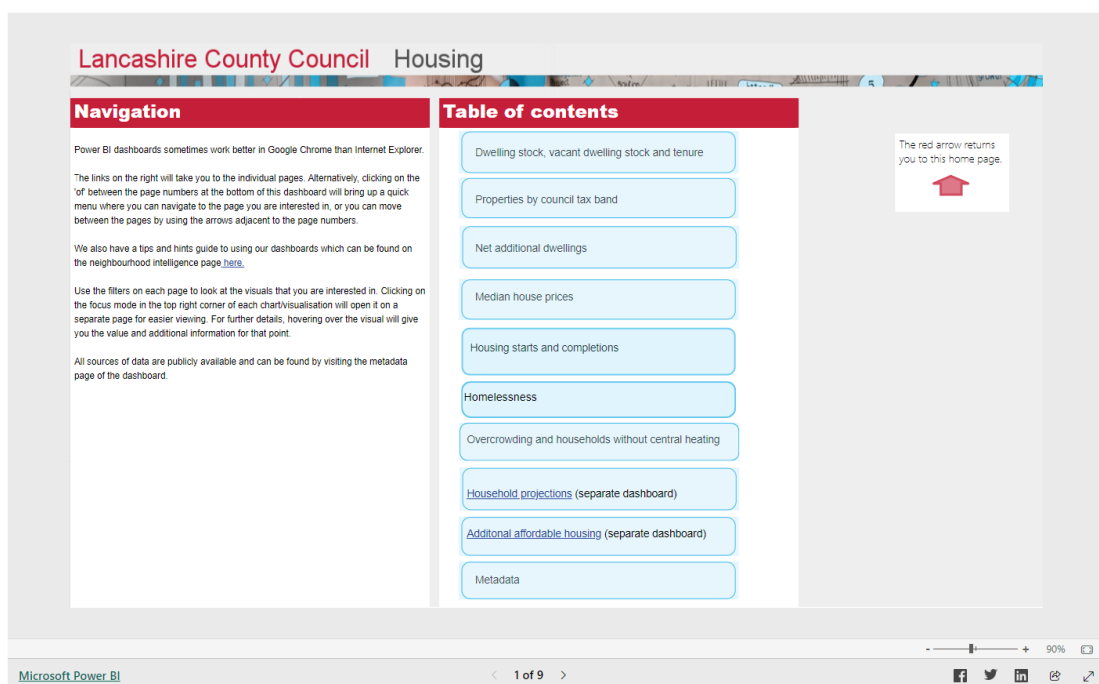 Lancashire County Council Housing
Navigation
Power BI dashboards sometimes work better in Google Chrome than Internet Explorer.
The links on the right will take you to the individual pages. Alternatively, clicking on the
'of' between the page numbers at the bottom of this dashboard will bring up a quick
menu where you can navigate to the page you are interested in, or you can move
between the pages by using the arrows adjacent to the page numbers.
We also have a tips and hints guide to using our dashboards which can be found on
the neighbourhood intelligence page here.
Use the filters on each page to look at the visuals that you are interested in. Clicking on
the focus mode in the top right corner of each chart/visualisation will open it on a
separate page for easier viewing. For further details, hovering over the visual will give
you the value and additional information for that point.
All sources of data are publicly available and can be found by visiting the metadata
page of the dashboard.
Table of contents
Dwelling stock, vacant dwelling stock and tenure
Properties by council tax band
Net additional dwellings
Median house prices
Housing starts and completions
Homelessness
Overcrowding and households without central heating
Household projections (separate dashboard)
Additonal affordable housing (separate dashboard)
Metadata
The red arrow returns
you to this home page.
- + 90%
Microsoft Power BI
< 1 of 9 >